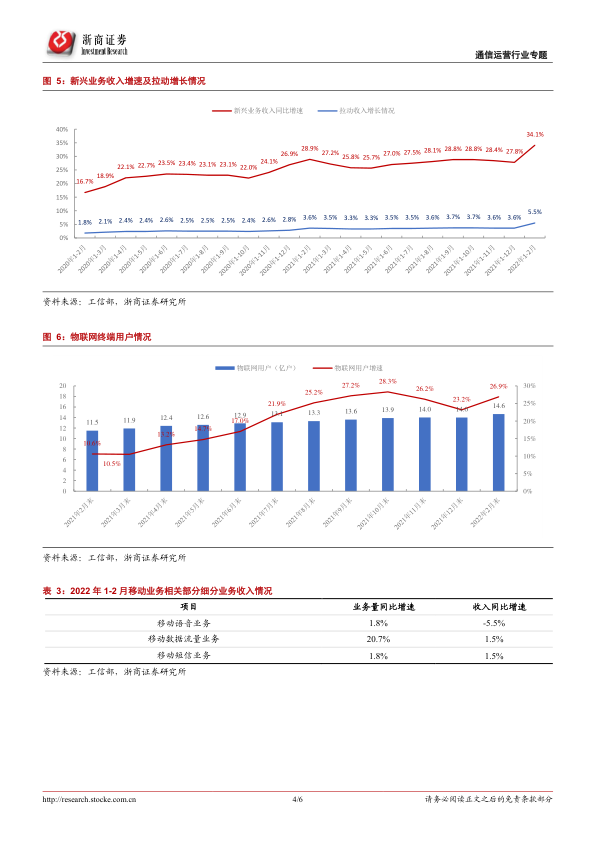 浙商证券
Investment Research
通信运营行业专题
图 5：新兴业务收入增速及拉动增长情况
新兴业务收入同比增速 拉动收入增长情况
40%
35%
30%
25%
20%
15%
10%
5%
0%
16.7% 18.9% 22.1% 22.7% 23.5% 23.4% 23.1% 23.1% 22.0% 24.1% 26.9% 28.9% 27.2% 25.8% 25.7% 27.0% 27.5% 28.1% 28.8% 28.8% 28.4% 27.8% 34.1%
1.8% 2.1% 2.4% 2.4% 2.6% 2.5% 2.5% 2.5% 2.4% 2.6% 2.8% 3.6% 3.5% 3.3% 3.3% 3.5% 3.5% 3.6% 3.7% 3.7% 3.6% 3.6% 5.5%
2020年1-2月 2020年1-3月 2020年1-4月 2020年1-5月 2020年1-6月 2020年1-7月 2020年1-8月 2020年1-9月 2020年1-10月 2020年1-11月 2020年1-12月 2021年1-2月 2021年1-3月 2021年1-4月 2021年1-5月 2021年1-6月 2021年1-7月 2021年1-8月 2021年1-9月 2021年1-10月 2021年1-11月 2021年1-12月 2022年1-2月
资料来源：工信部，浙商证券研究所
图 6：物联网终端用户情况
物联网用户（亿户） 物联网用户增速
20
18
16
14
12
10
8
6
4
2
0
11.5 11.9 12.4 12.6 12.9 13.1 13.3 13.6 13.9 14.0 14.0 14.6
10.6% 10.5% 13.2% 14.7% 17.0% 21.9% 25.2% 27.2% 28.3% 26.2% 23.2% 26.9%
30%
25%
20%
15%
10%
5%
0%
2021年2月末 2021年3月末 2021年4月末 2021年5月末 2021年6月末 2021年7月末 2021年8月末 2021年9月末 2021年10月末 2021年11月末 2021年12月末 2022年2月末
资料来源：工信部，浙商证券研究所
表 3：2022 年 1-2 月移动业务相关部分细分业务收入情况
项目 业务量同比增速 收入同比增速
移动语音业务 1.8% -5.5%
移动数据流量业务 20.7% 1.5%
移动短信业务 1.8% 1.5%
资料来源：工信部，浙商证券研究所
http://research.stocke.com.cn 4/6 请务必阅读正文之后的免责条款部分